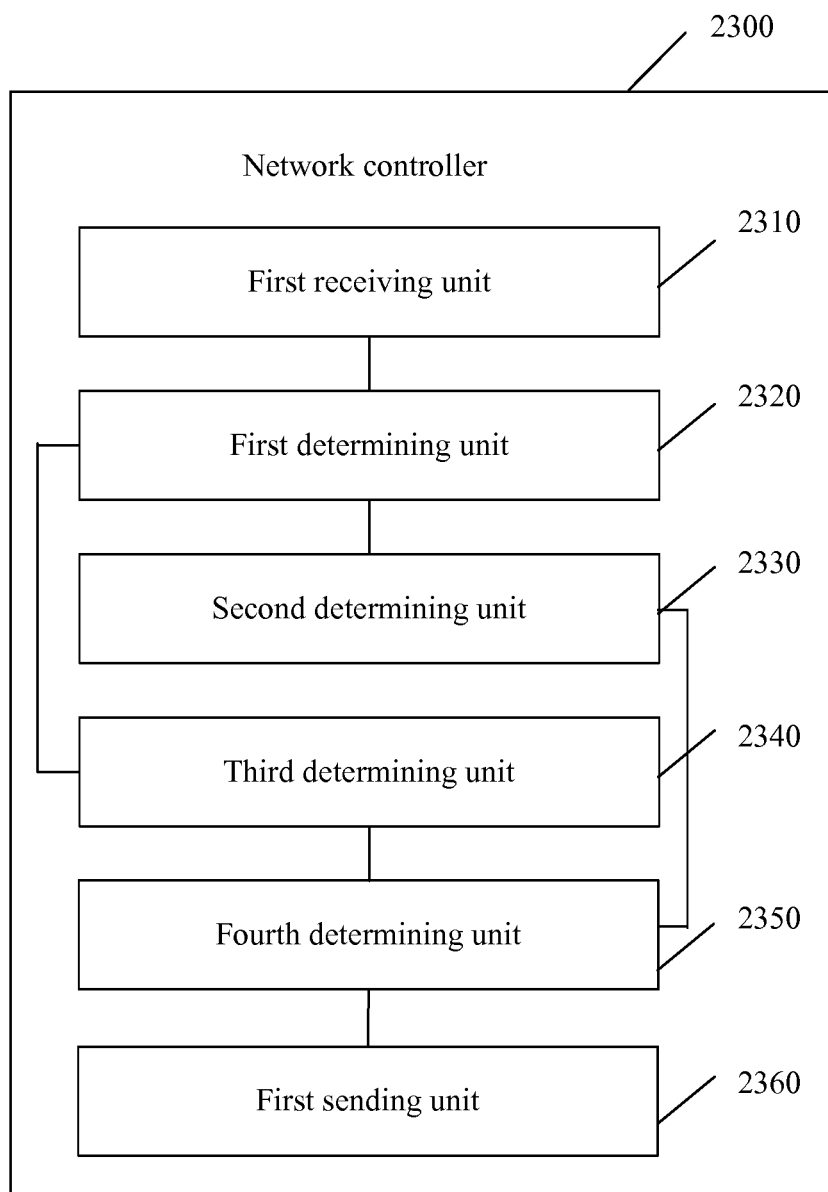 2300
Network controller
2310
First receiving unit
2320
First determining unit
2330
Second determining unit
2340
Third determining unit
2350
Fourth determining unit
2360
First sending unit